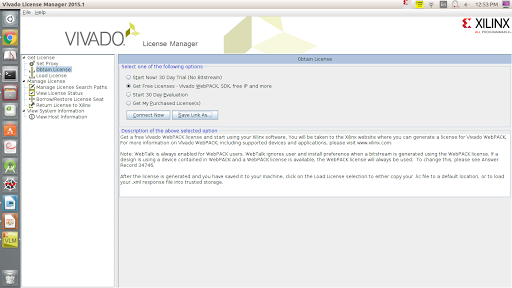 Vivado License Manager 2015.1
12:53 PM
File Help
VIVADO
License Manager
XILINX
ALL PROGRAMMABLE
Get License
Set Proxy
Obtain License
Load License
Manage License
Manage License Search Paths
View License Status
Borrow/Restore License Seat
Return License to Xilinx
View System Information
View Host Information
Obtain License
Select one of the following options
Start Now! 30 Day Trial (No Bitstream)
Get Free Licenses - Vivado WebPACK, SDK, free IP and more
Start 30 Day Evaluation
Get My Purchased License(s)
Connect Now
Save Link As...
Description of the above selected option
Get a free Vivado WebPACK license and start using your Xilinx software. You will be taken to the Xilinx website where you can generate a license for Vivado WebPACK.
For more information on Vivado WebPACK, including supported devices and applications, please visit www.xilinx.com.
Note: WebTalk is always enabled for WebPACK users. WebTalk ignores user and install preference when a bitstream is generated using the WebPACK license. If a
design is using a device contained in WebPACK and a WebPACK license is available, the WebPACK license will always be used. To change this, please see Answer
Record 34746.
After the license is generated and you have saved it to your machine, click on the Load License selection to either copy your .lic file to a default location, or to load
your .xml response file into trusted storage.
VLM